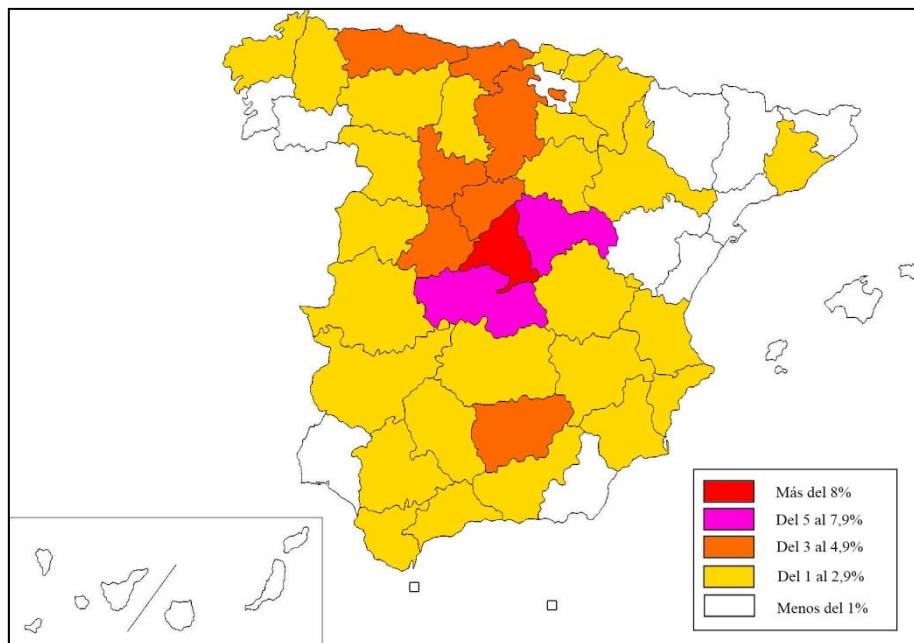 Más del 8%
Del 5 al 7,9%
Del 3 al 4,9%
Del 1 al 2,9%
Menos del 1%